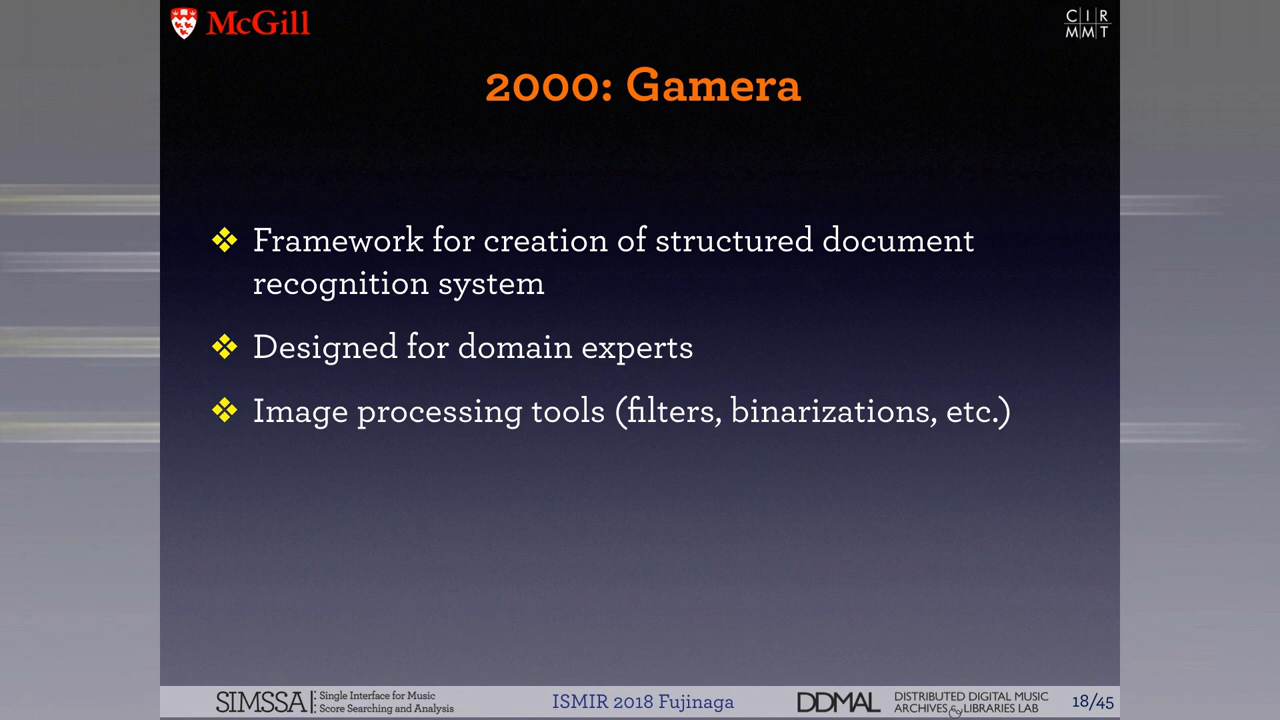 McGill
CIR
MMT
2000: Gamera
❖ Framework for creation of structured document
recognition system
❖ Designed for domain experts
❖ Image processing tools (filters, binarizations, etc.)
SIMSSA
Single Interface for Music
Score Searching and Analysis
ISMIR 2018 Fujinaga
DDMAL
DISTRIBUTED DIGITAL MUSIC
ARCHIVES & LIBRARIES LAB
18/45